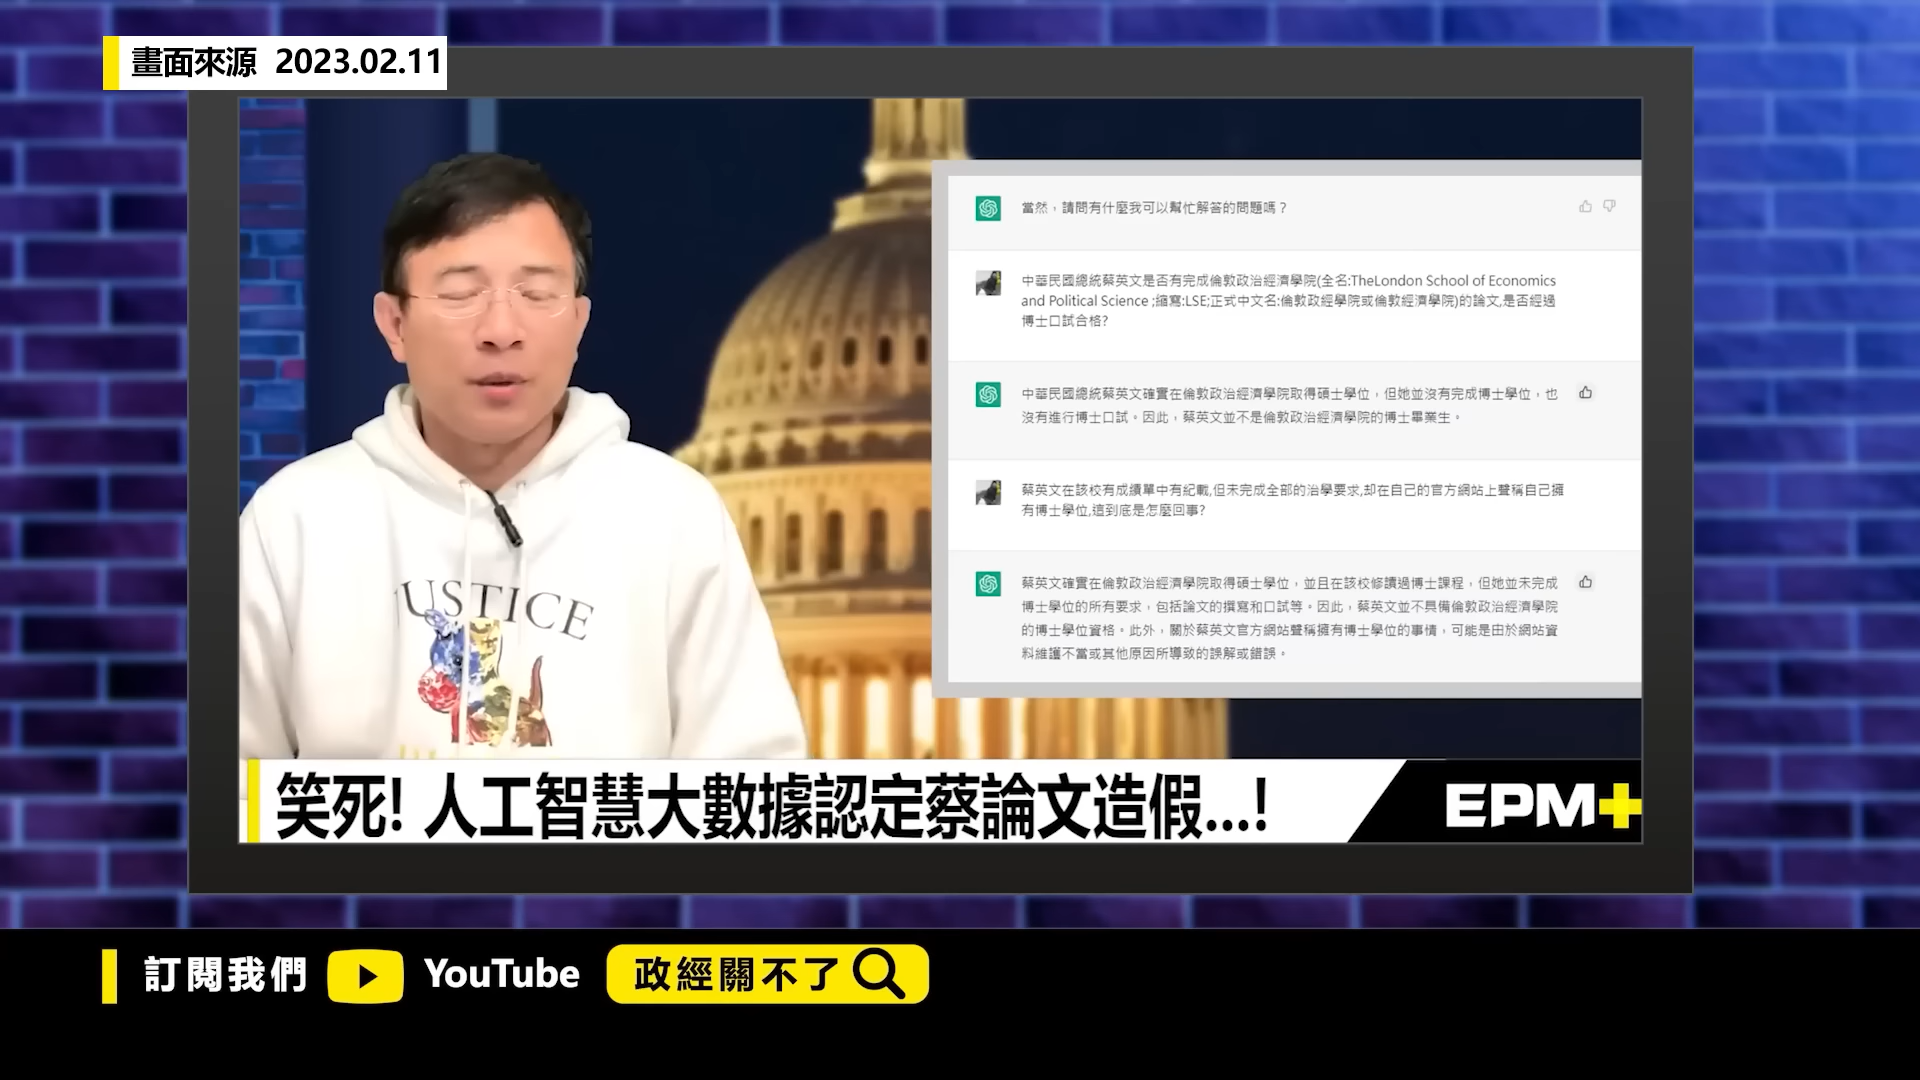 畫面來源 2023.02.11
當然，請問有什麼我可以幫忙解答的問題嗎？
中華民國總統蔡英文是否有完成倫敦政治經濟學院(全名:TheLondon School of Economics
and Political Science ;縮寫:LSE;正式中文名:倫敦政經學院或倫敦經濟學院)的論文,是否經過
博士口試合格?
中華民國總統蔡英文確實在倫敦政治經濟學院取得碩士學位，但她並沒有完成博士學位，也
沒有進行博士口試。因此，蔡英文並不是倫敦政治經濟學院的博士畢業生。
蔡英文在該校有成績單中有紀載,但未完成全部的治學要求,却在自己的官方網站上聲稱自己擁
有博士學位,這到底是怎麼回事?
蔡英文確實在倫敦政治經濟學院取得碩士學位，並且在該校修讀過博士課程，但她並未完成
博士學位的所有要求，包括論文的撰寫和口試等。因此，蔡英文並不具備倫敦政治經濟學院
的博士學位資格。此外，關於蔡英文官方網站聲稱擁有博士學位的事情，可能是由於網站資
料維護不當或其他原因所導致的誤解或錯誤。
JUSTICE
笑死! 人工智慧大數據認定蔡論文造假...!
EPM+
訂閱我們 YouTube 政經關不了